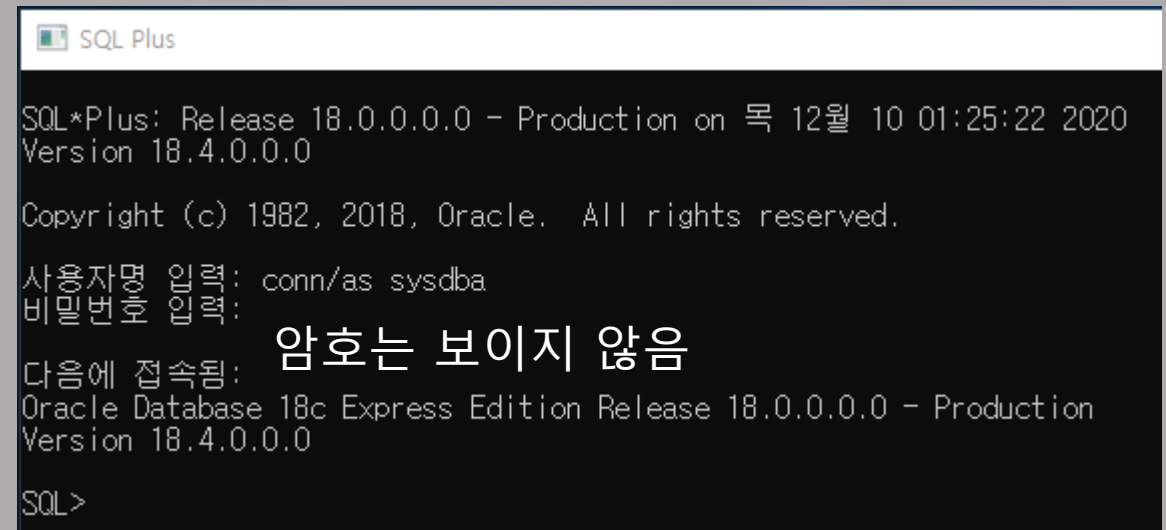 SQL Plus
SQL*Plus: Release 18.0.0.0.0 - Production on 목 12월 10 01:25:22 2020
Version 18.4.0.0.0
Copyright (c) 1982, 2018, Oracle.  All rights reserved.
사용자명 입력: conn/as sysdba
비밀번호 입력:
암호는 보이지 않음
다음에 접속됨:
Oracle Database 18c Express Edition Release 18.0.0.0.0 - Production
Version 18.4.0.0.0
SQL>